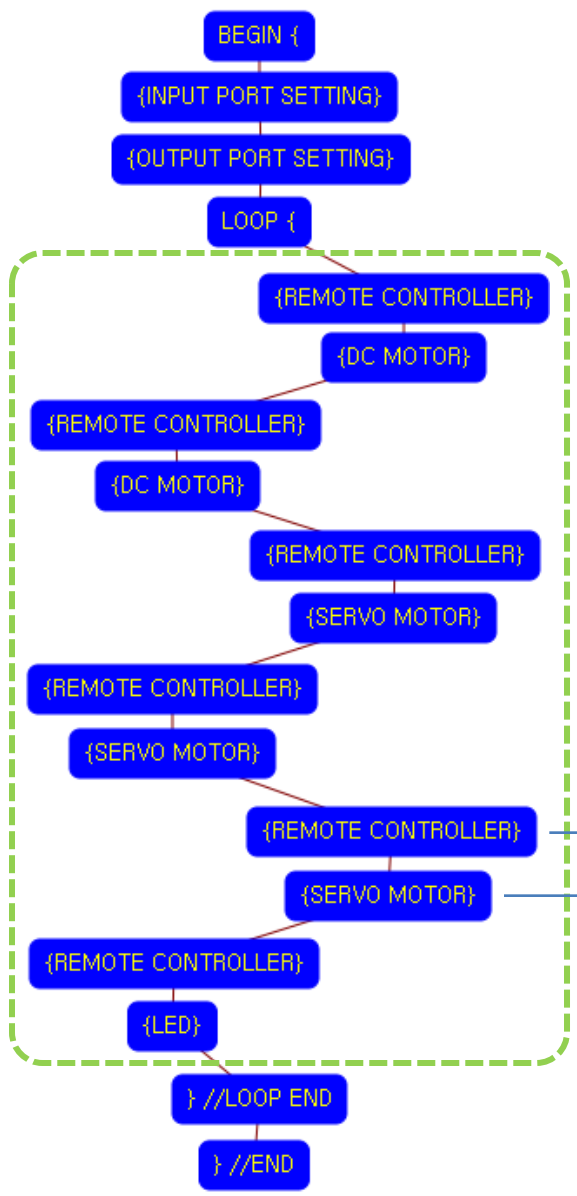 BEGIN {
{INPUT PORT SETTING}
{OUTPUT PORT SETTING}
LOOP {
{REMOTE CONTROLLER}
{DC MOTOR}
{REMOTE CONTROLLER}
{DC MOTOR}
{REMOTE CONTROLLER}
{SERVO MOTOR}
{REMOTE CONTROLLER}
{SERVO MOTOR}
{REMOTE CONTROLLER}
{SERVO MOTOR}
{REMOTE CONTROLLER}
{LED}
} //LOOP END
} //END